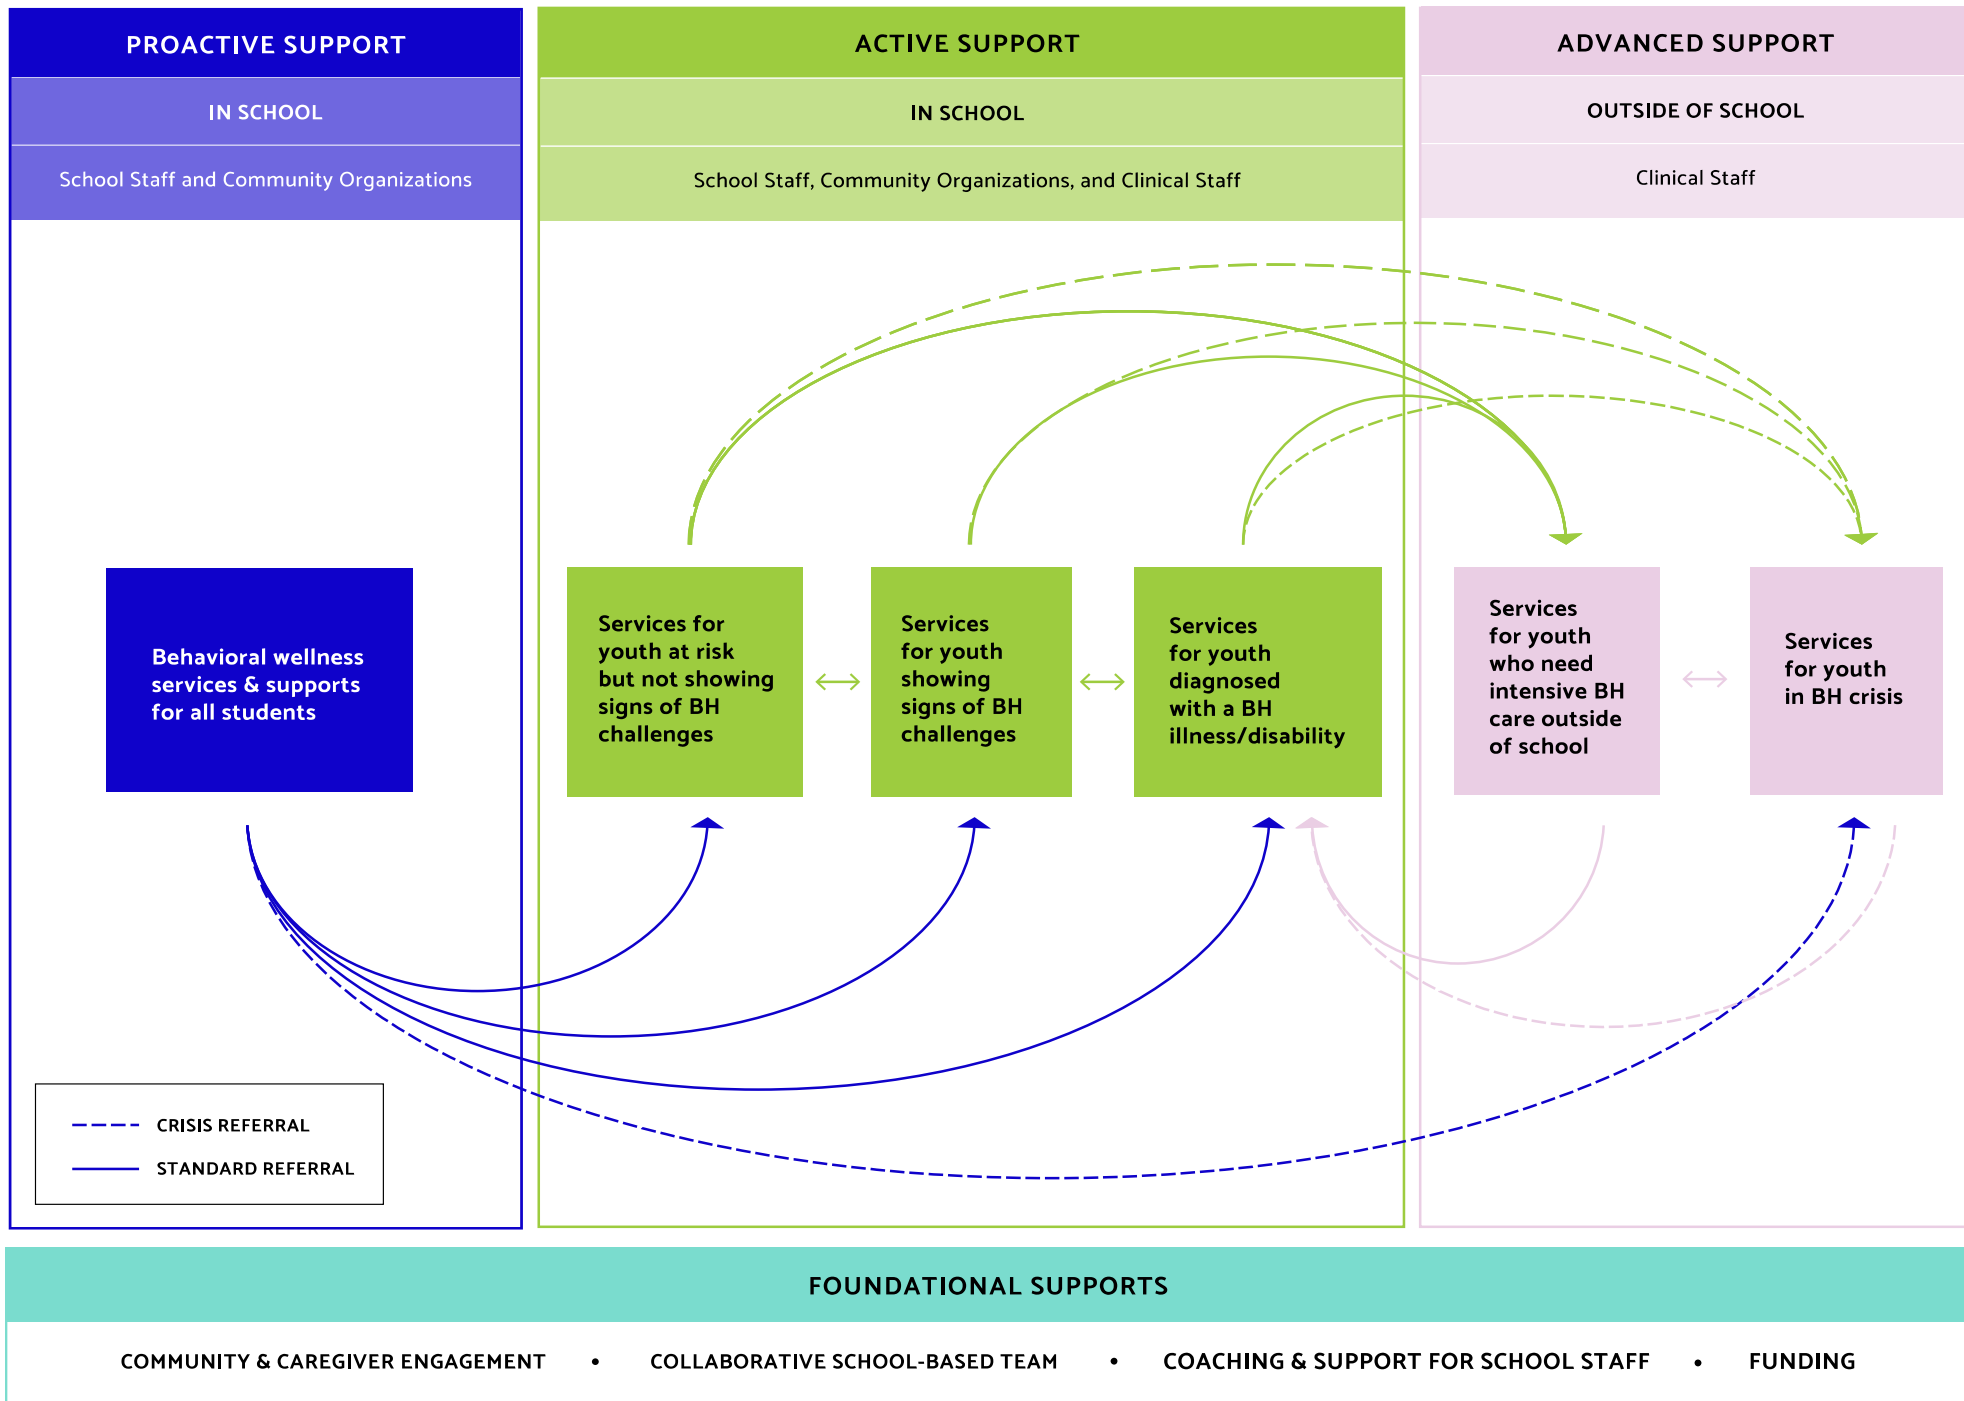 PROACTIVE SUPPORT
IN SCHOOL
School Staff and Community Organizations
Behavioral wellness
services & supports
for all students
CRISIS REFERRAL
STANDARD REFERRAL
ACTIVE SUPPORT
IN SCHOOL
School Staff, Community Organizations, and Clinical Staff
Services for
youth at risk
but not showing
signs of BH
challenges
Services
for youth
showing
signs of BH
challenges
Services
for youth
diagnosed
with a BH
illness/disability
ADVANCED SUPPORT
OUTSIDE OF SCHOOL
Clinical Staff
Services
for youth
who need
intensive BH
care outside
of school
Services
for youth
in BH crisis
FOUNDATIONAL SUPPORTS
COMMUNITY & CAREGIVER ENGAGEMENT • COLLABORATIVE SCHOOL-BASED TEAM • COACHING & SUPPORT FOR SCHOOL STAFF • FUNDING